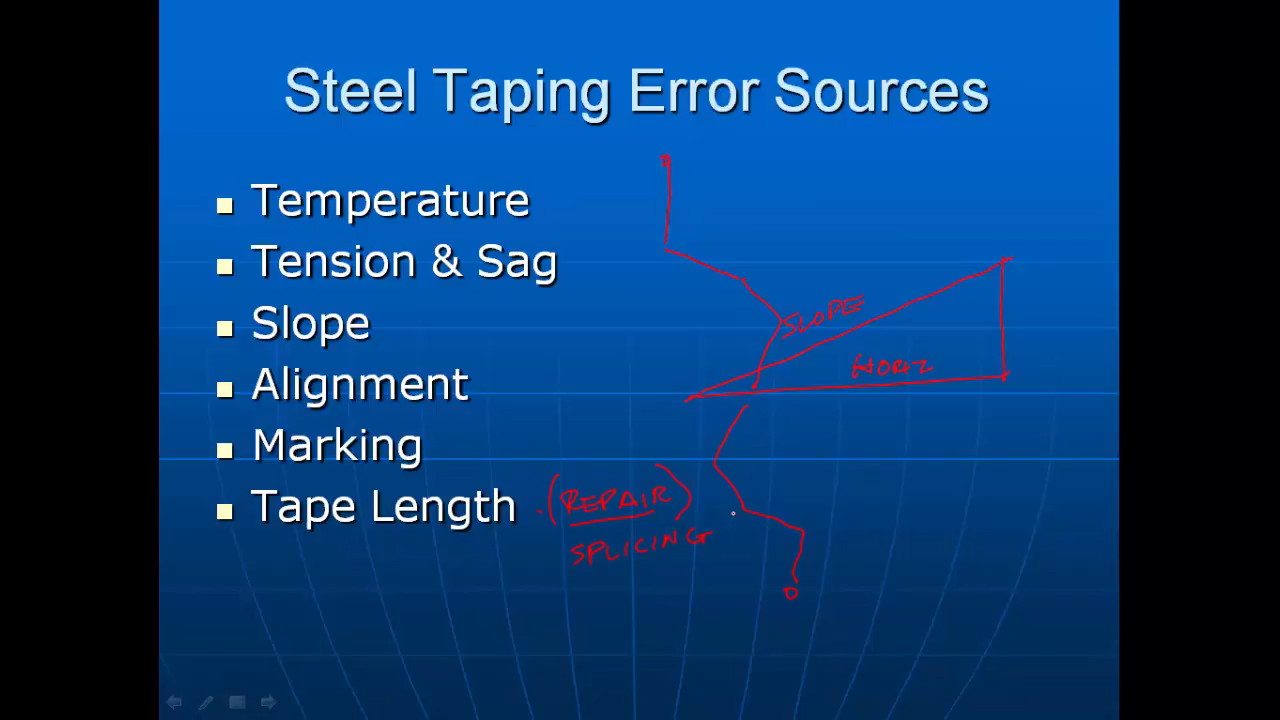 Steel Taping Error Sources
Temperature
Tension & Sag
Slope
Alignment
Marking
Tape Length
(REPAIR)
SPLICING
SLOPE
HORZ